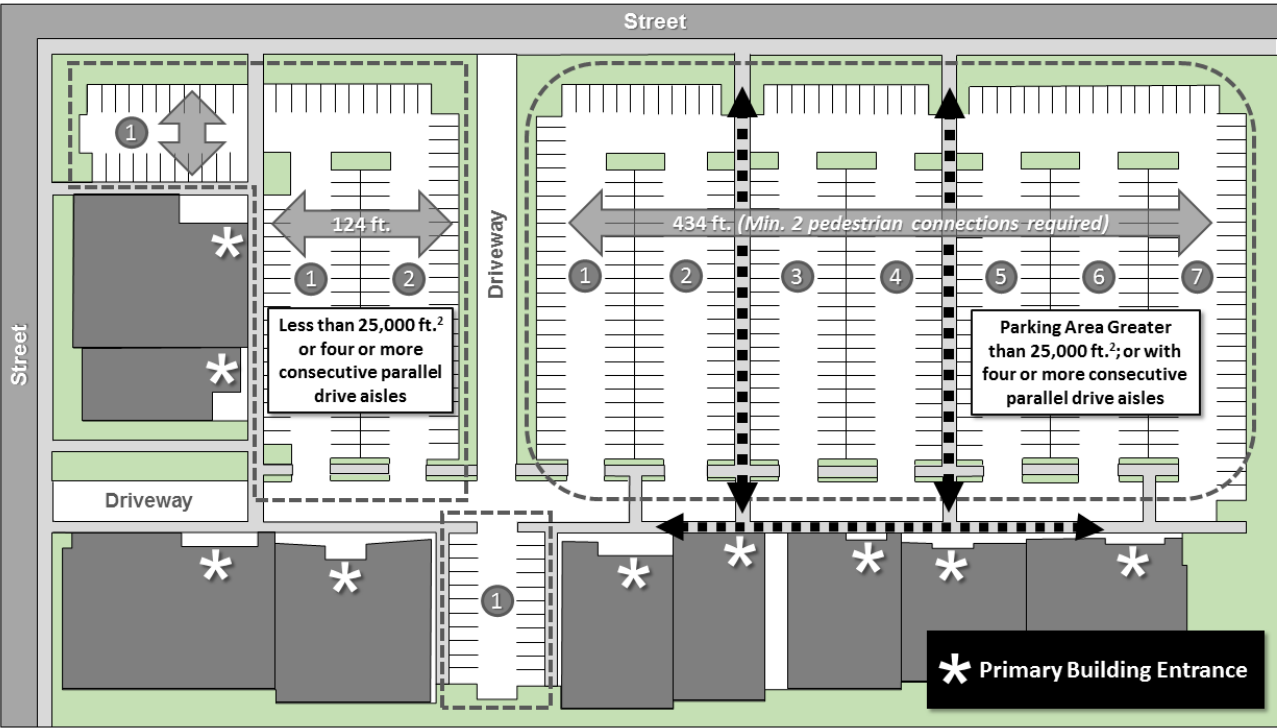 Street
1
124 ft.
434 ft. (Min. 2 pedestrian connections required)
Driveway
1
2
1
2
3
4
5
6
7
Less than 25,000 ft.²
or four or more
consecutive parallel
drive aisles
Parking Area Greater
than 25,000 ft.²; or with
four or more consecutive
parallel drive aisles
Street
Driveway
1
* Primary Building Entrance